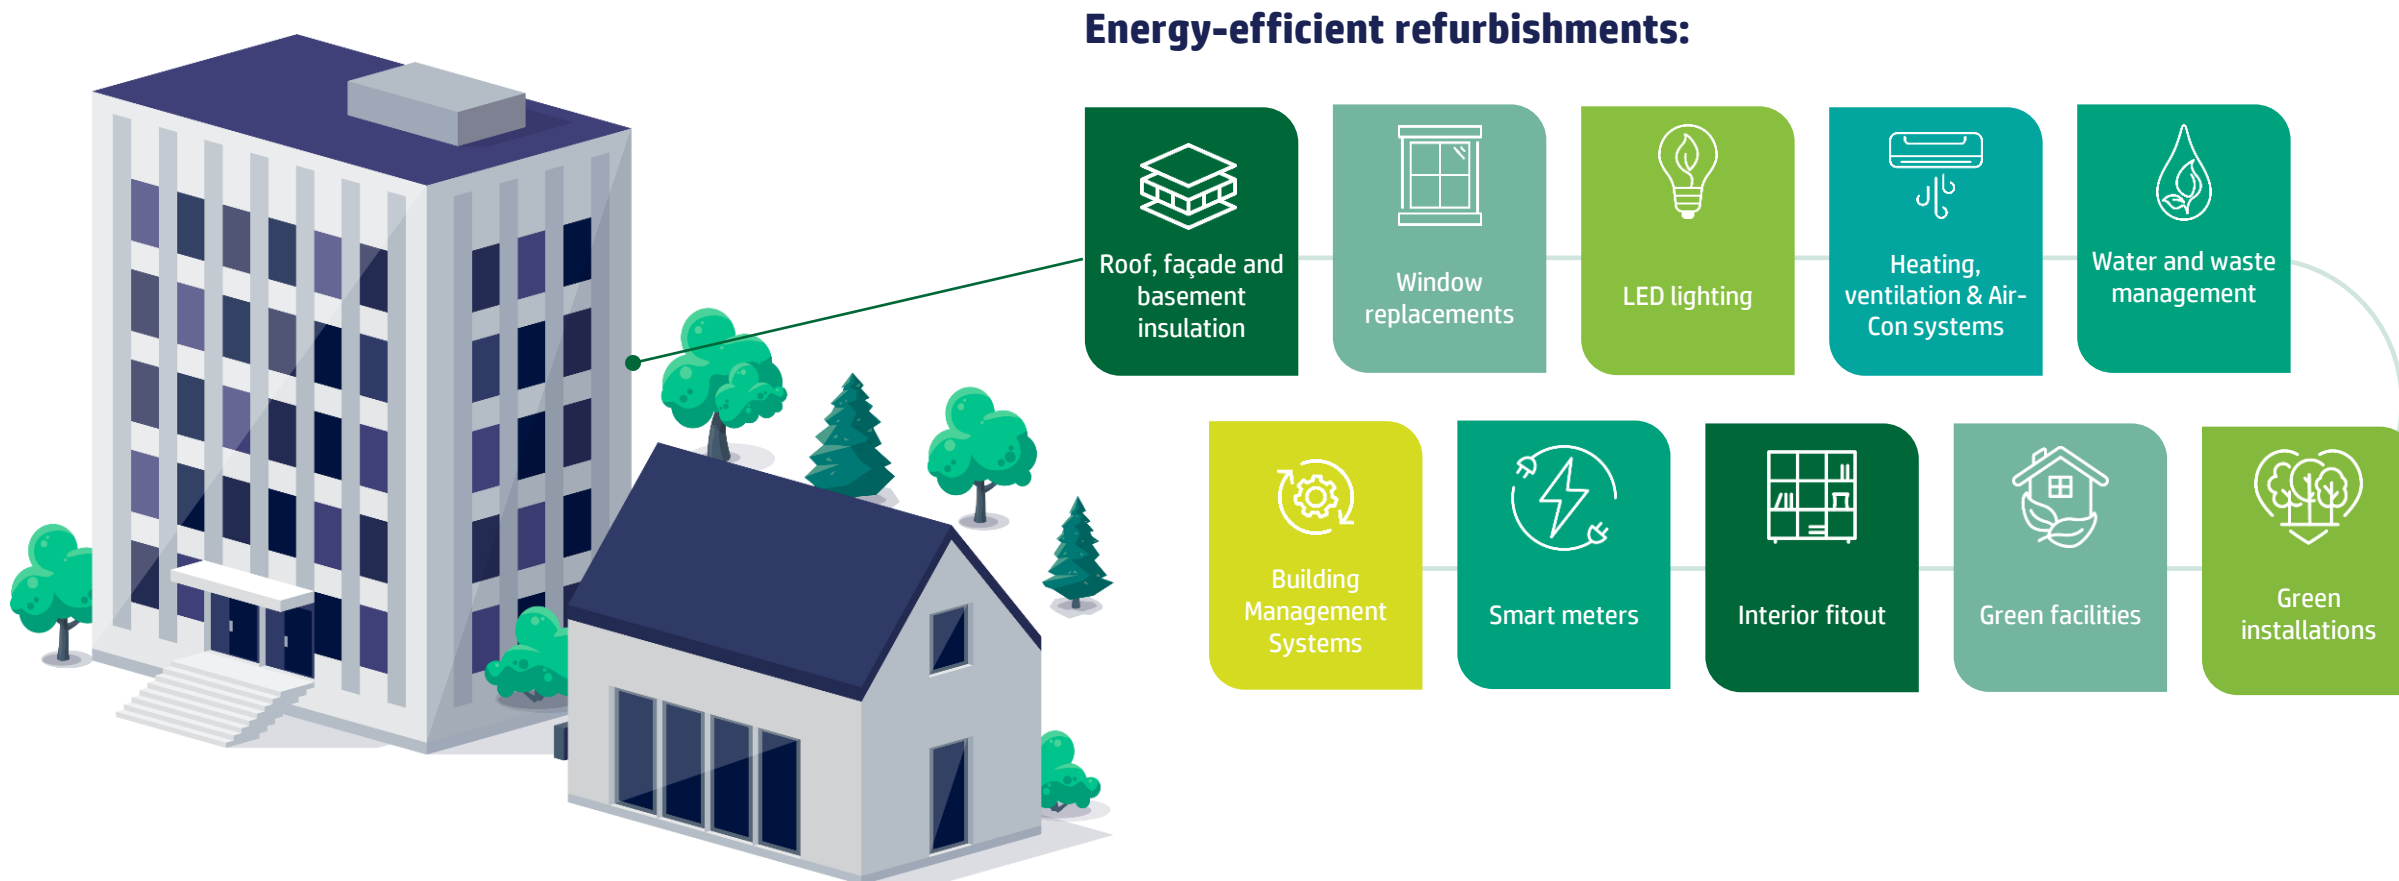 Energy-efficient refurbishments:
Roof, façade and
basement
insulation
Window
replacements
LED lighting
Heating,
ventilation & Air-
Con systems
Water and waste
management
Building
Management
Systems
Smart meters
Interior fitout
Green facilities
Green
installations